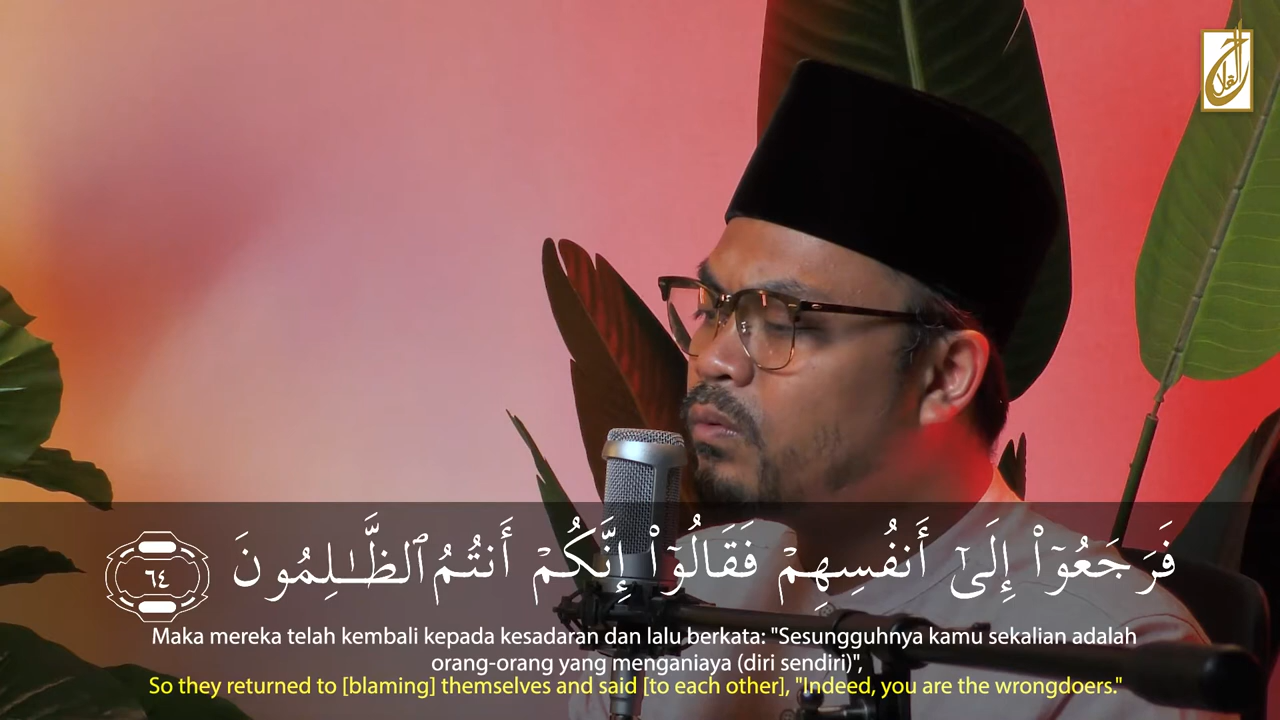 فَرَجَعُوٓا۟ إِلَىٰٓ أَنفُسِهِمْ فَقَالُوٓا۟ إِنَّكُمْ أَنتُمُ ٱلظَّـٰلِمُونَ ٦٤
Maka mereka telah kembali kepada kesadaran dan lalu berkata: "Sesungguhnya kamu sekalian adalah
orang-orang yang menganiaya (diri sendiri)",
So they returned to [blaming] themselves and said [to each other], "Indeed, you are the wrongdoers."